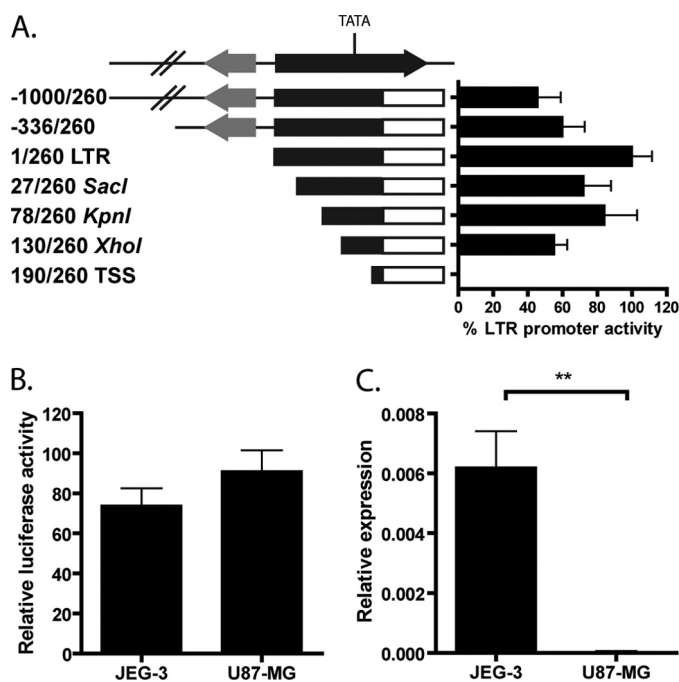 A.
TATA
-1000/260
-336/260
1/260 LTR
27/260 SacI
78/260 KpnI
130/260 XhoI
190/260 TSS
0 20 40 60 80 100 120
% LTR promoter activity
B.
Relative luciferase activity
120
100
80
60
40
20
0
JEG-3 U87-MG
C.
**
Relative expression
0.008
0.006
0.004
0.002
0.000
JEG-3 U87-MG